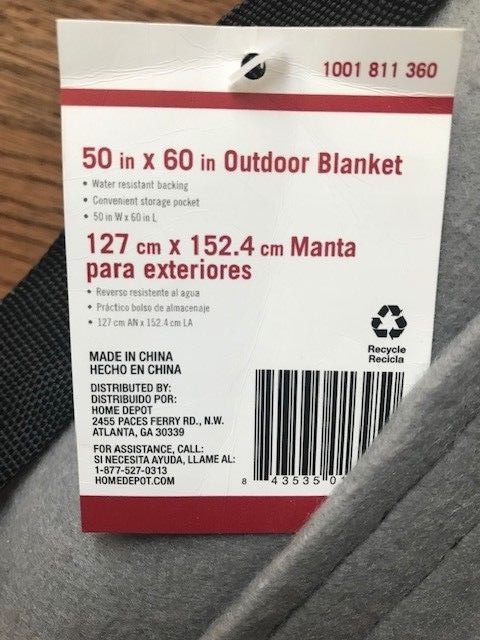 1001 811 360
50 in x 60 in Outdoor Blanket
• Water resistant backing
• Convenient storage pocket
• 50 in W x 60 in L
127 cm x 152.4 cm Manta
para exteriores
• Reverso resistente al agua
• Práctico bolso de almacenaje
• 127 cm AN x 152.4 cm LA
Recycle
Recicla
MADE IN CHINA
HECHO EN CHINA
DISTRIBUTED BY:
DISTRIBUIDO POR:
HOME DEPOT
2455 PACES FERRY RD., N.W.
ATLANTA, GA 30339
FOR ASSISTANCE, CALL:
SI NECESITA AYUDA, LLAME AL:
1-877-527-0313
HOMEDEPOT.COM
8 43535 0